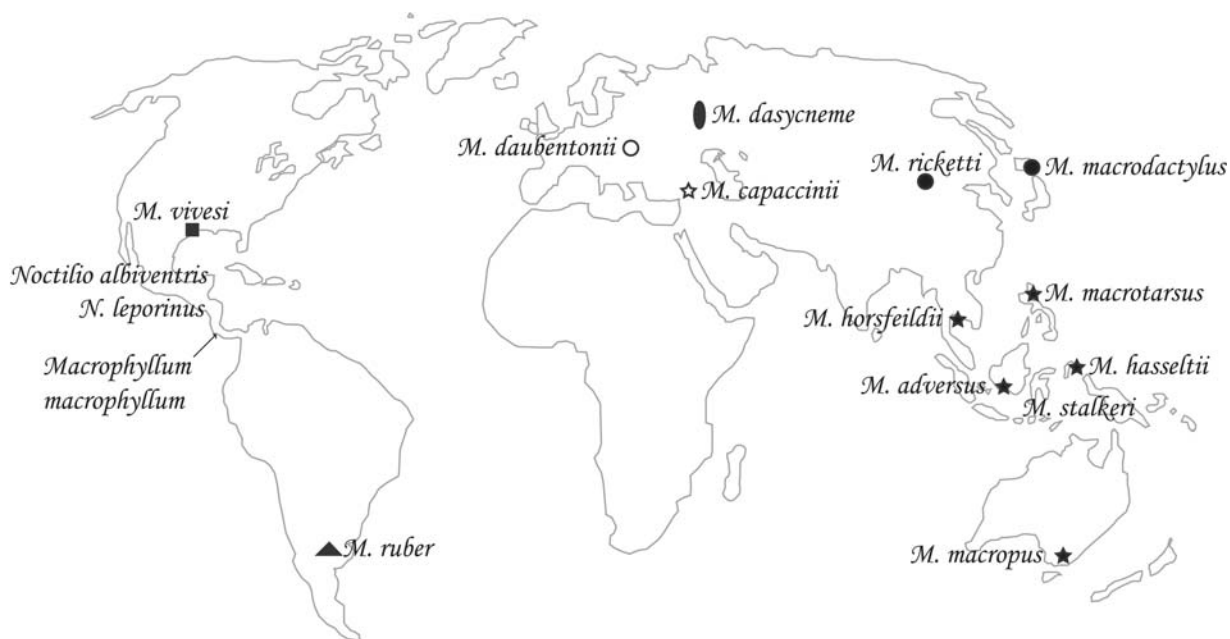 M. dasycneme
M. daubentonii
M. ricketti
M. macrodactylus
M. capaccinii
M. vivesi
Noctilio albiventris
N. leporinus
M. macrotarsus
M. horsfeildii
Macrophyllum
macrophyllum
M. hasseltii
M. adversus
M. stalkeri
M. ruber
M. macropus